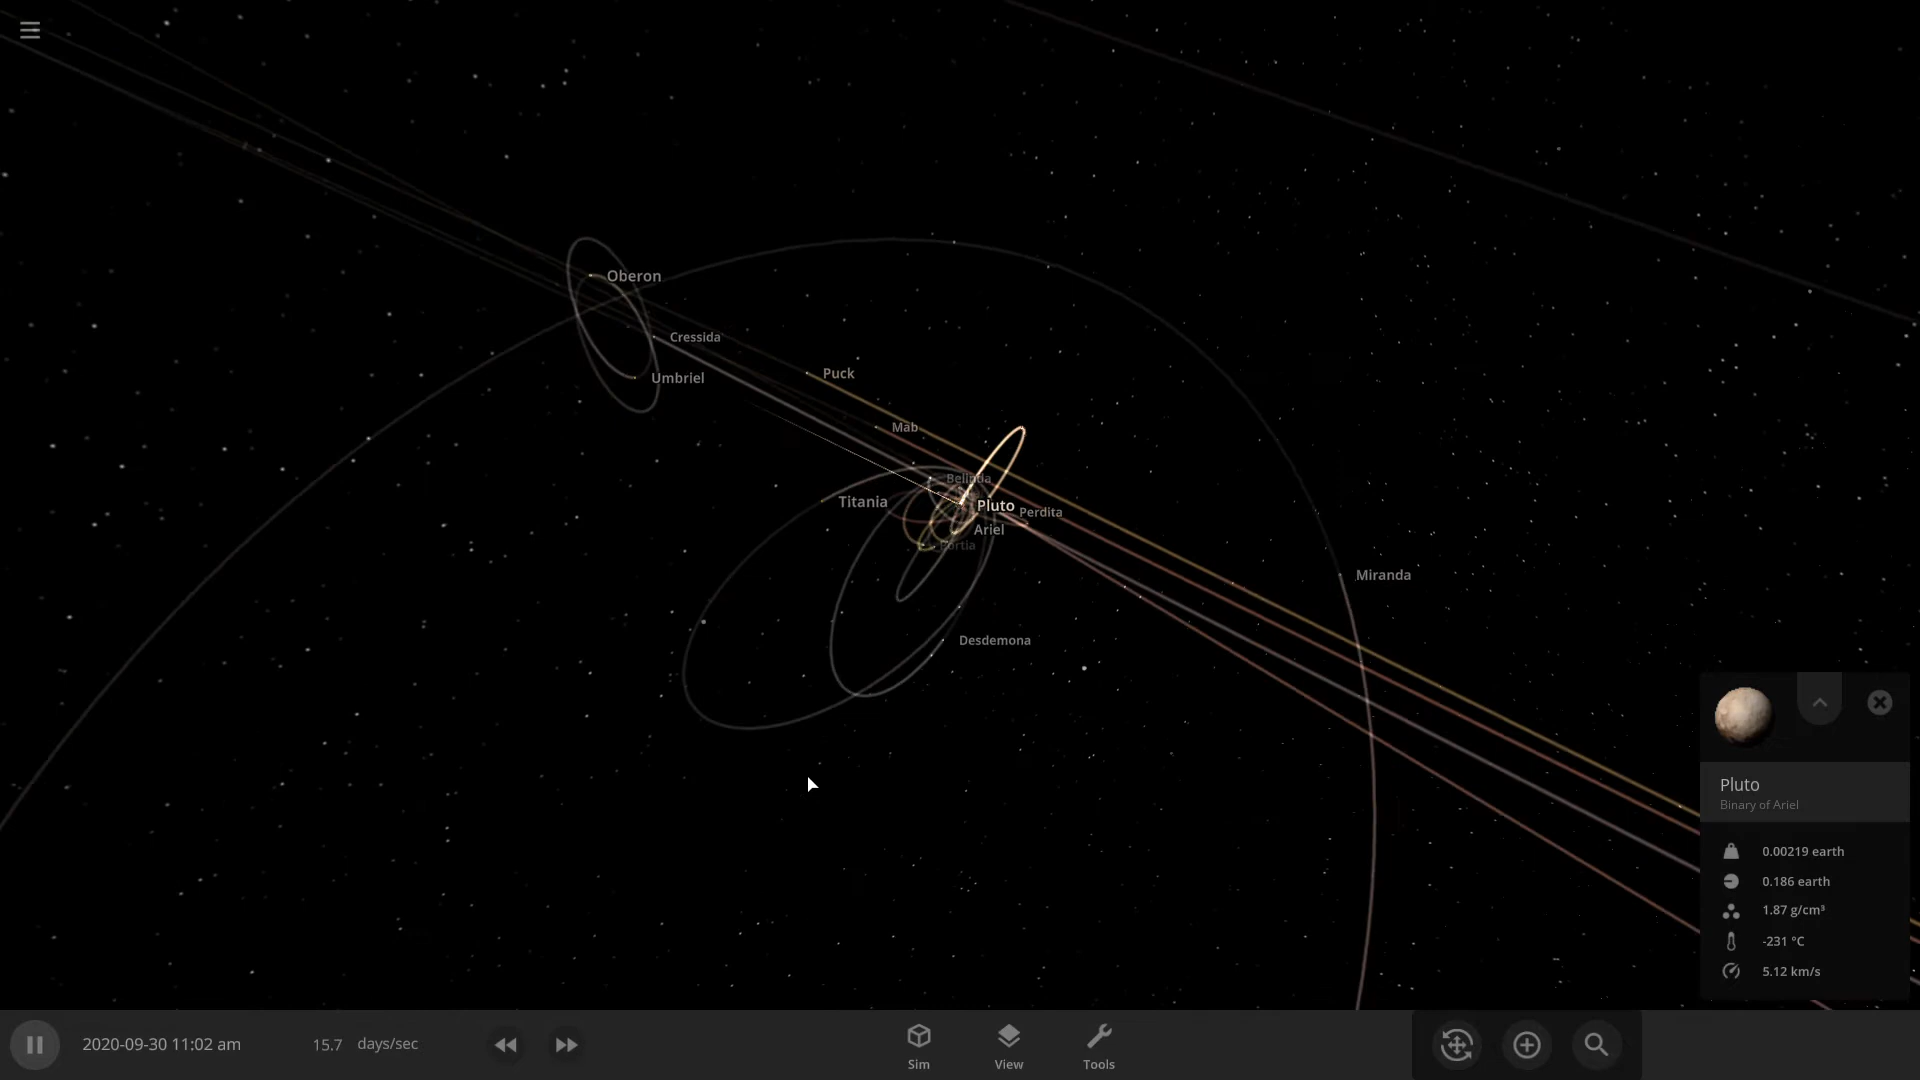 Oberon
Cressida
Puck
Umbriel
Mab
Belinda
Titania
Pluto
Perdita
Ariel
Portia
Miranda
Desdemona
Pluto
Binary of Ariel
0.00219 earth
0.186 earth
1.87 g/cm³
-231 °C
5.12 km/s
2020-09-30 11:02 am
15.7 days/sec
Sim
View
Tools